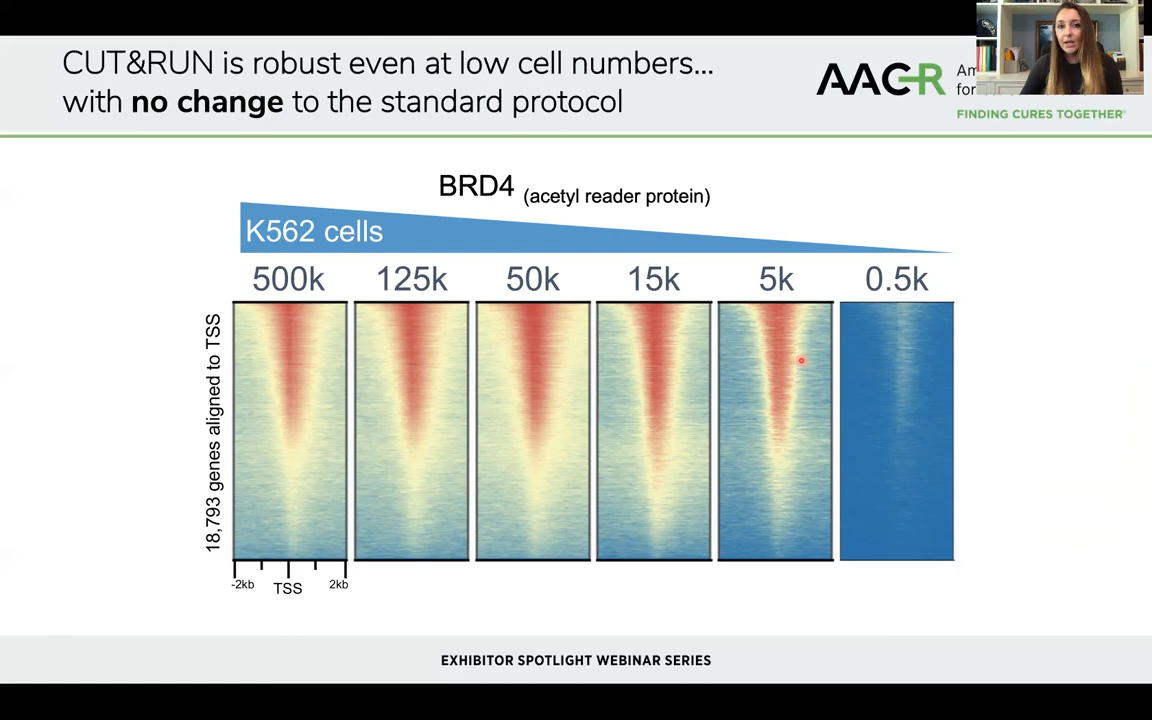 CUT&RUN is robust even at low cell numbers...
with no change to the standard protocol
AACR
Am
for
FINDING CURES TOGETHER®
BRD4 (acetyl reader protein)
K562 cells
500k 125k 50k 15k 5k 0.5k
18,793 genes aligned to TSS
-2kb TSS 2kb
EXHIBITOR SPOTLIGHT WEBINAR SERIES